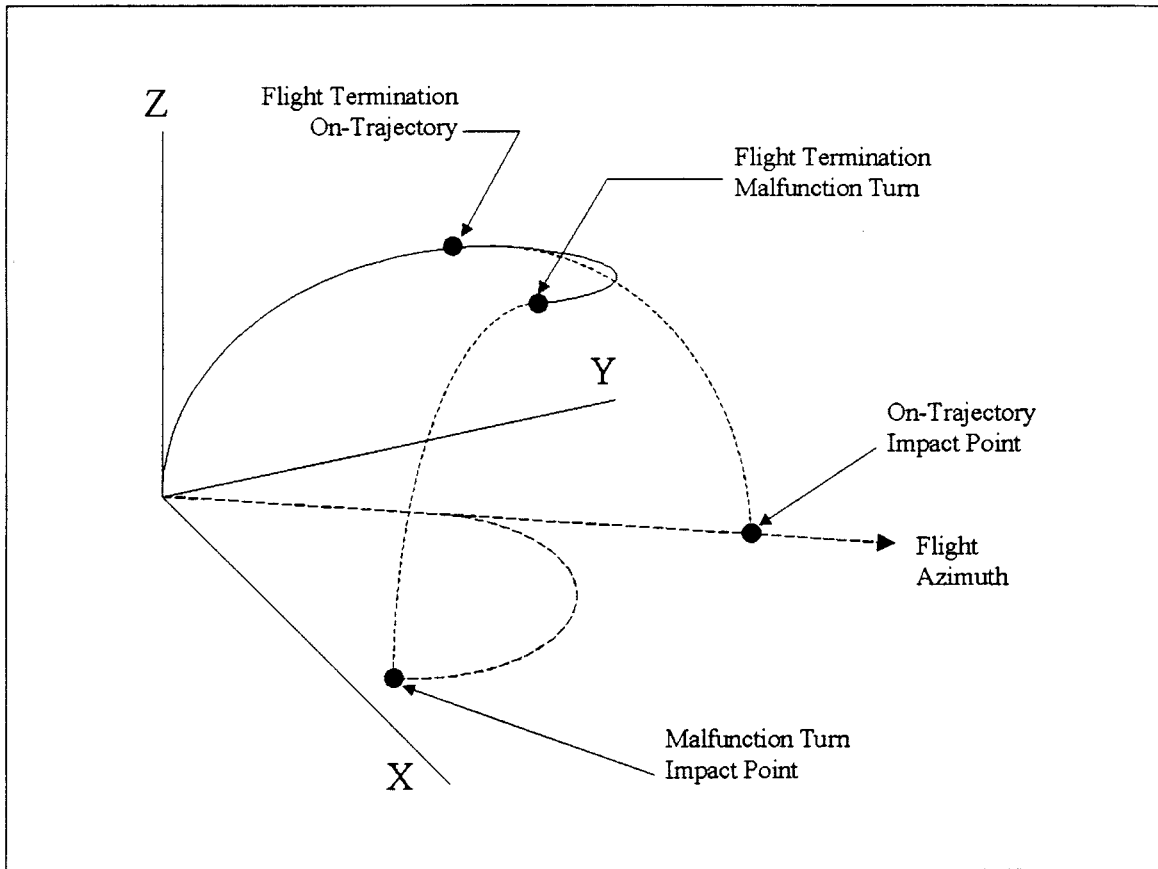 Z
Flight Termination
On-Trajectory
Flight Termination
Malfunction Turn
Y
On-Trajectory
Impact Point
Flight
Azimuth
Malfunction Turn
Impact Point
X